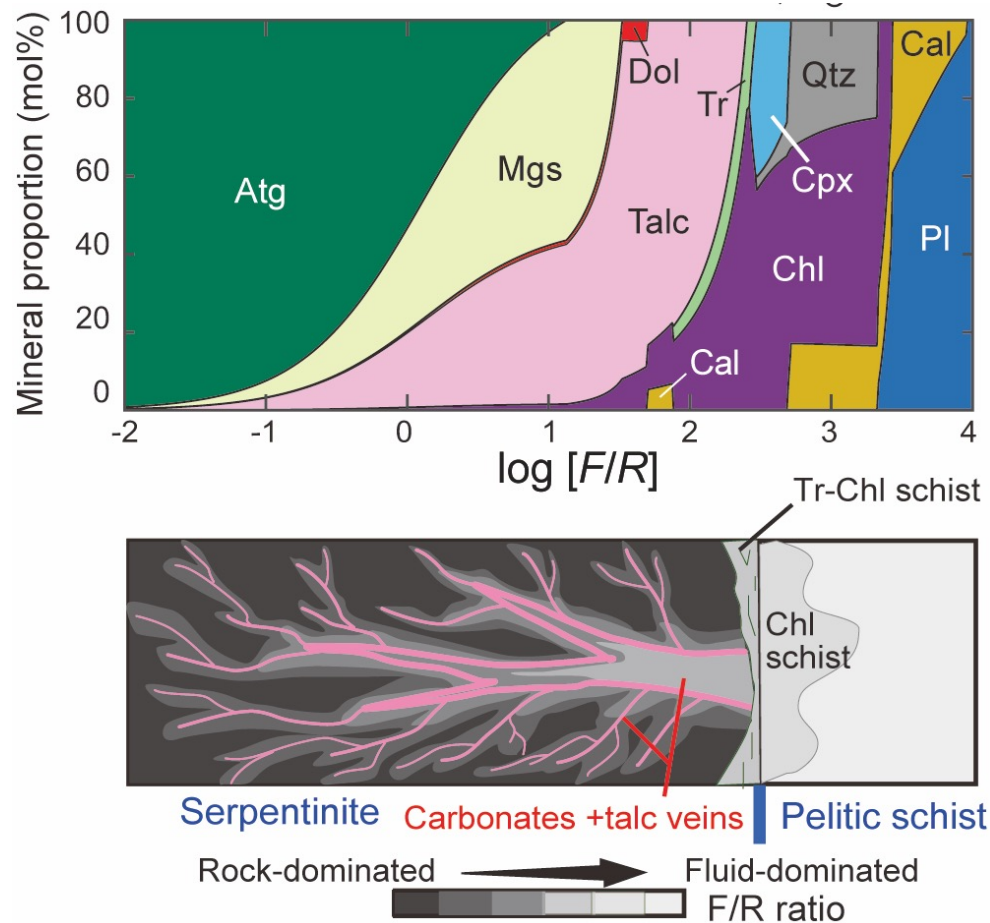 Mineral proportion (mol%)
100
80
60
40
20
0
Atg
Mgs
Dol
Talc
Tr
Cpx
Qtz
Cal
Chl
Pl
Cal
-2
-1
0
1
2
3
4
log [F/R]
Tr-Chl schist
Chl
schist
Serpentinite
Carbonates +talc veins
Pelitic schist
Rock-dominated
Fluid-dominated
F/R ratio